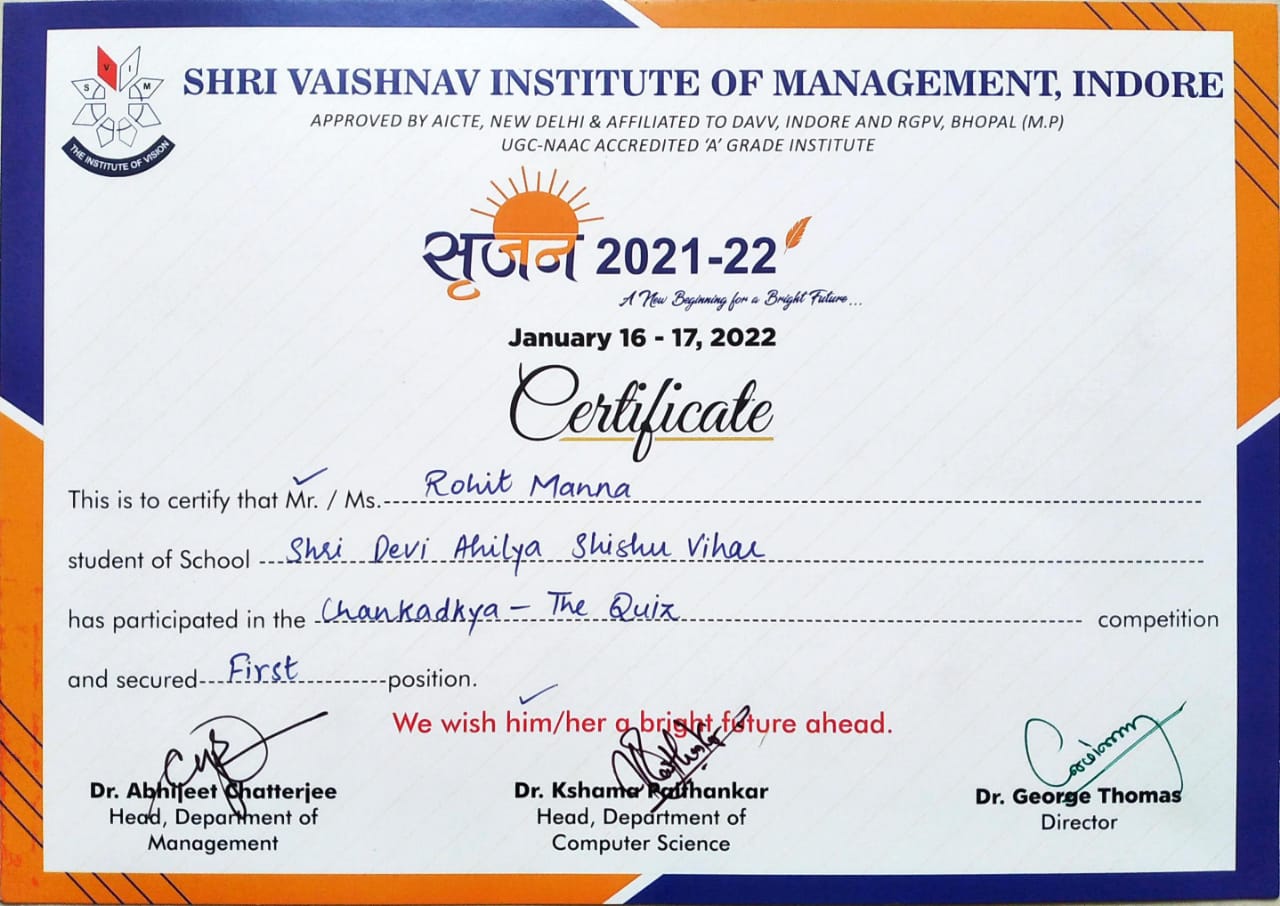 SVIM
THE INSTITUTE OF VISION
SHRI VAISHNAV INSTITUTE OF MANAGEMENT, INDORE
APPROVED BY AICTE, NEW DELHI & AFFILIATED TO DAVV, INDORE AND RGPV, BHOPAL (M.P)
UGC-NAAC ACCREDITED ‘A’ GRADE INSTITUTE
सृजन 2021-22
A New Beginning for a Bright Future...
January 16 - 17, 2022
Certificate
This is to certify that Mr. / Ms. Rohit Manna
student of School Shri Devi Ahilya Shishu Vihar
has participated in the Chankadkya - The Quiz competition
and secured First position.
We wish him/her a bright future ahead.
Dr. Abhijeet Chatterjee Dr. Kshama Paithankar Dr. George Thomas
Head, Department of Head, Department of Director
Management Computer Science